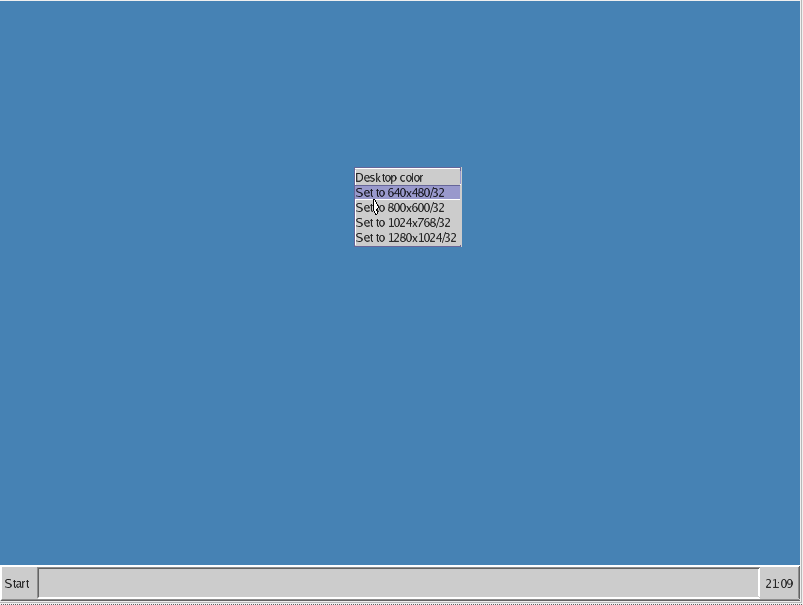 Desktop color
Set to 640x480/32
Set to 800x600/32
Set to 1024x768/32
Set to 1280x1024/32
Start
21:09